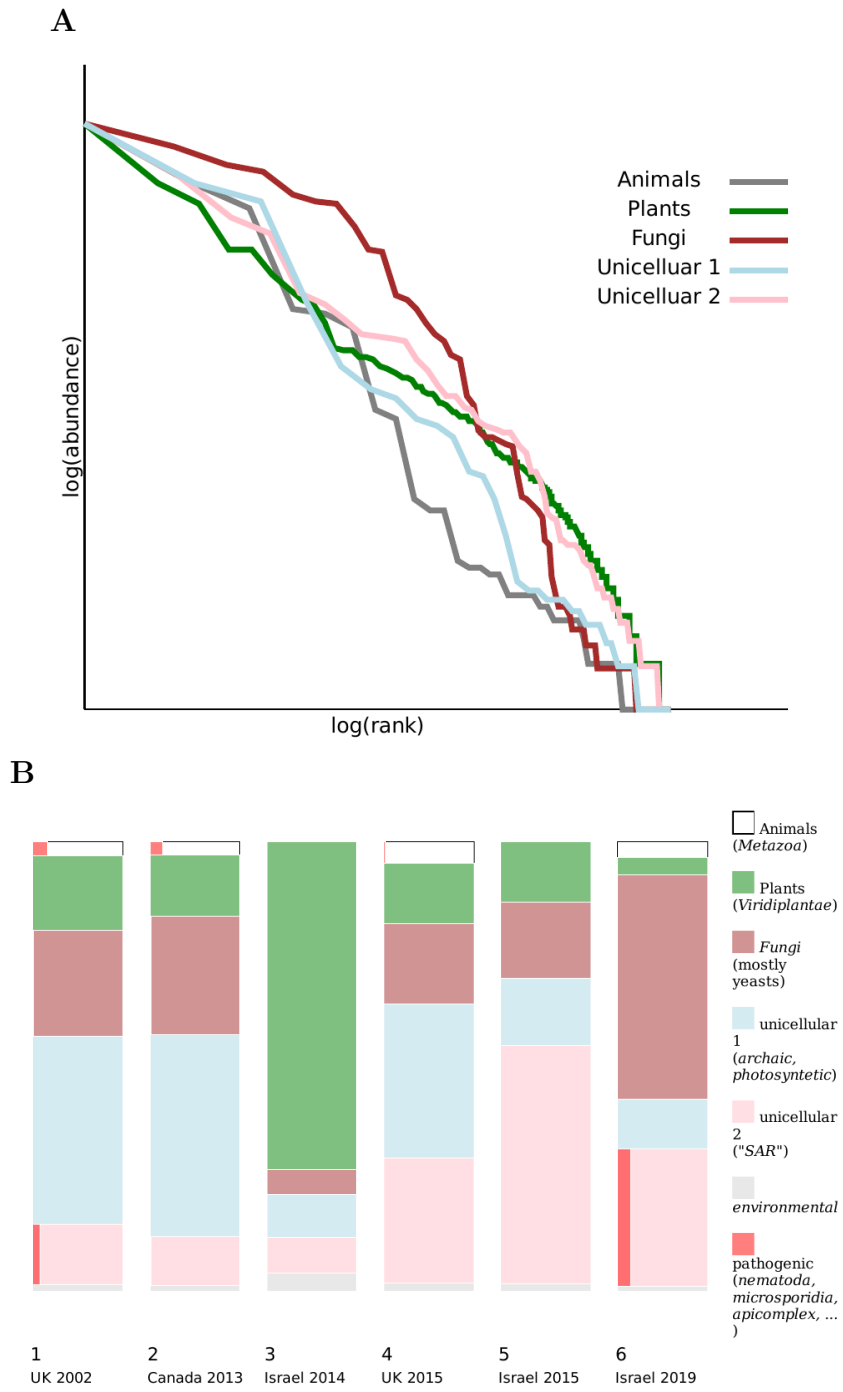 A
Animals
Plants
Fungi
Unicelluar 1
Unicelluar 2
log(abundance)
log(rank)
B
Animals
(Metazoa)
Plants
(Viridiplantae)
Fungi
(mostly
yeasts)
unicellular
1
(archaic,
photosyntetic)
unicellular
2
("SAR")
environmental
pathogenic
(nematoda,
microsporidia,
apicomplex, ...
)
1
UK 2002
2
Canada 2013
3
Israel 2014
4
UK 2015
5
Israel 2015
6
Israel 2019